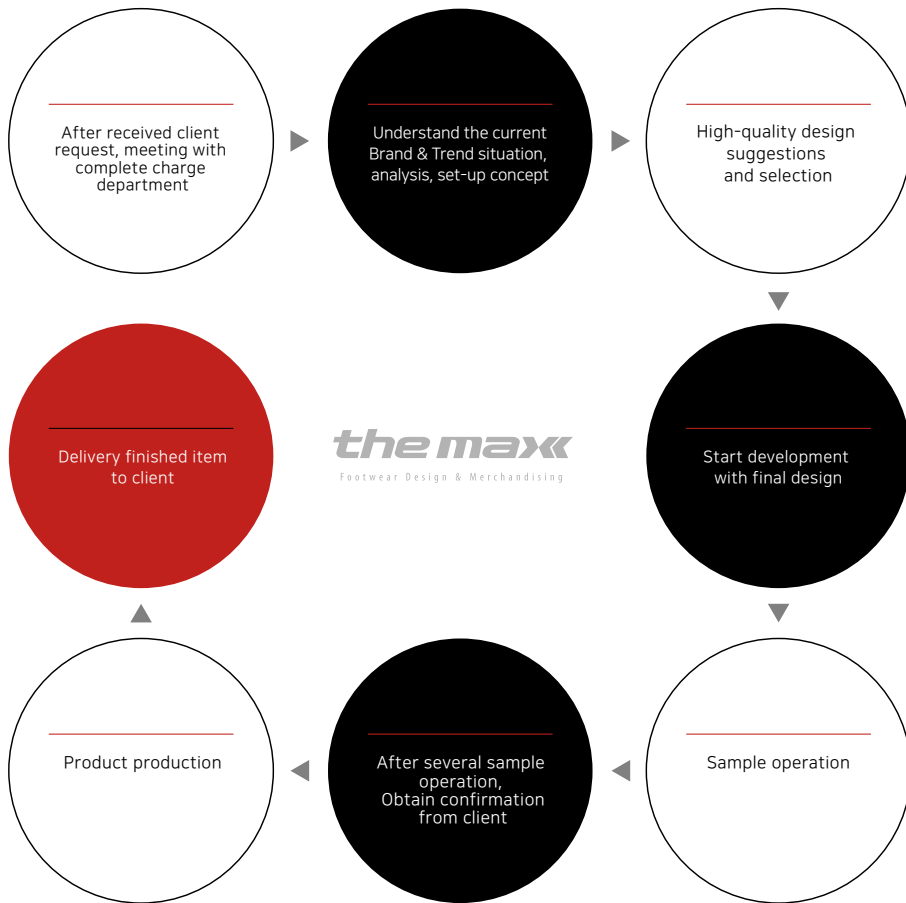 After received client
request, meeting with
complete charge
department
Understand the current
Brand & Trend situation,
analysis, set-up concept
High-quality design
suggestions
and selection
Delivery finished item
to client
the max
Footwear Design & Merchandising
Start development
with final design
Product production
After several sample
operation,
Obtain confirmation
from client
Sample operation